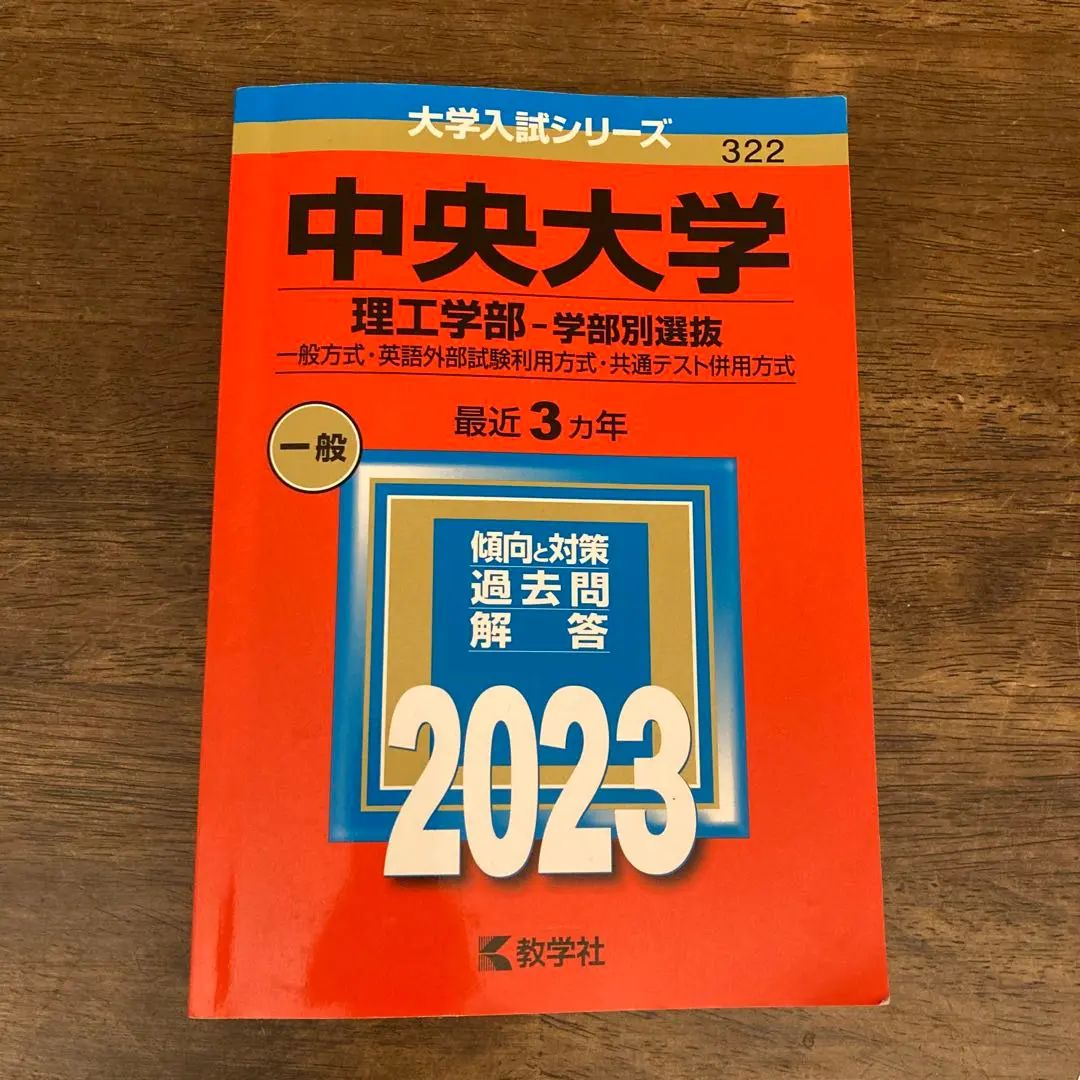 大学入試シリーズ
322
中央大学
理工学部-学部別選抜
一般方式・英語外部試験利用方式・共通テスト併用方式
最近3カ年
一般
傾向と対策
過去問
解答
2023
教学社